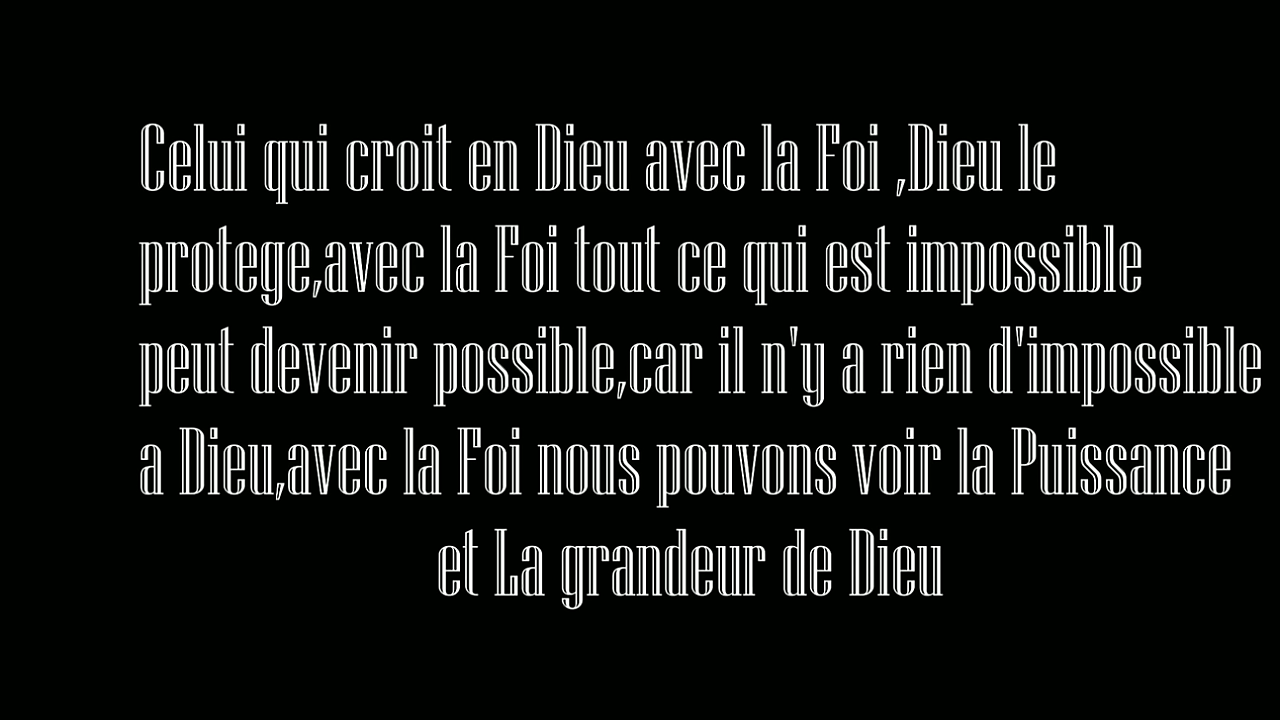 Celui qui croit en Dieu avec la Foi ,Dieu le
protege,avec la Foi tout ce qui est impossible
peut devenir possible,car il n'y a rien d'impossible
a Dieu,avec la Foi nous pouvons voir la Puissance
et La grandeur de Dieu